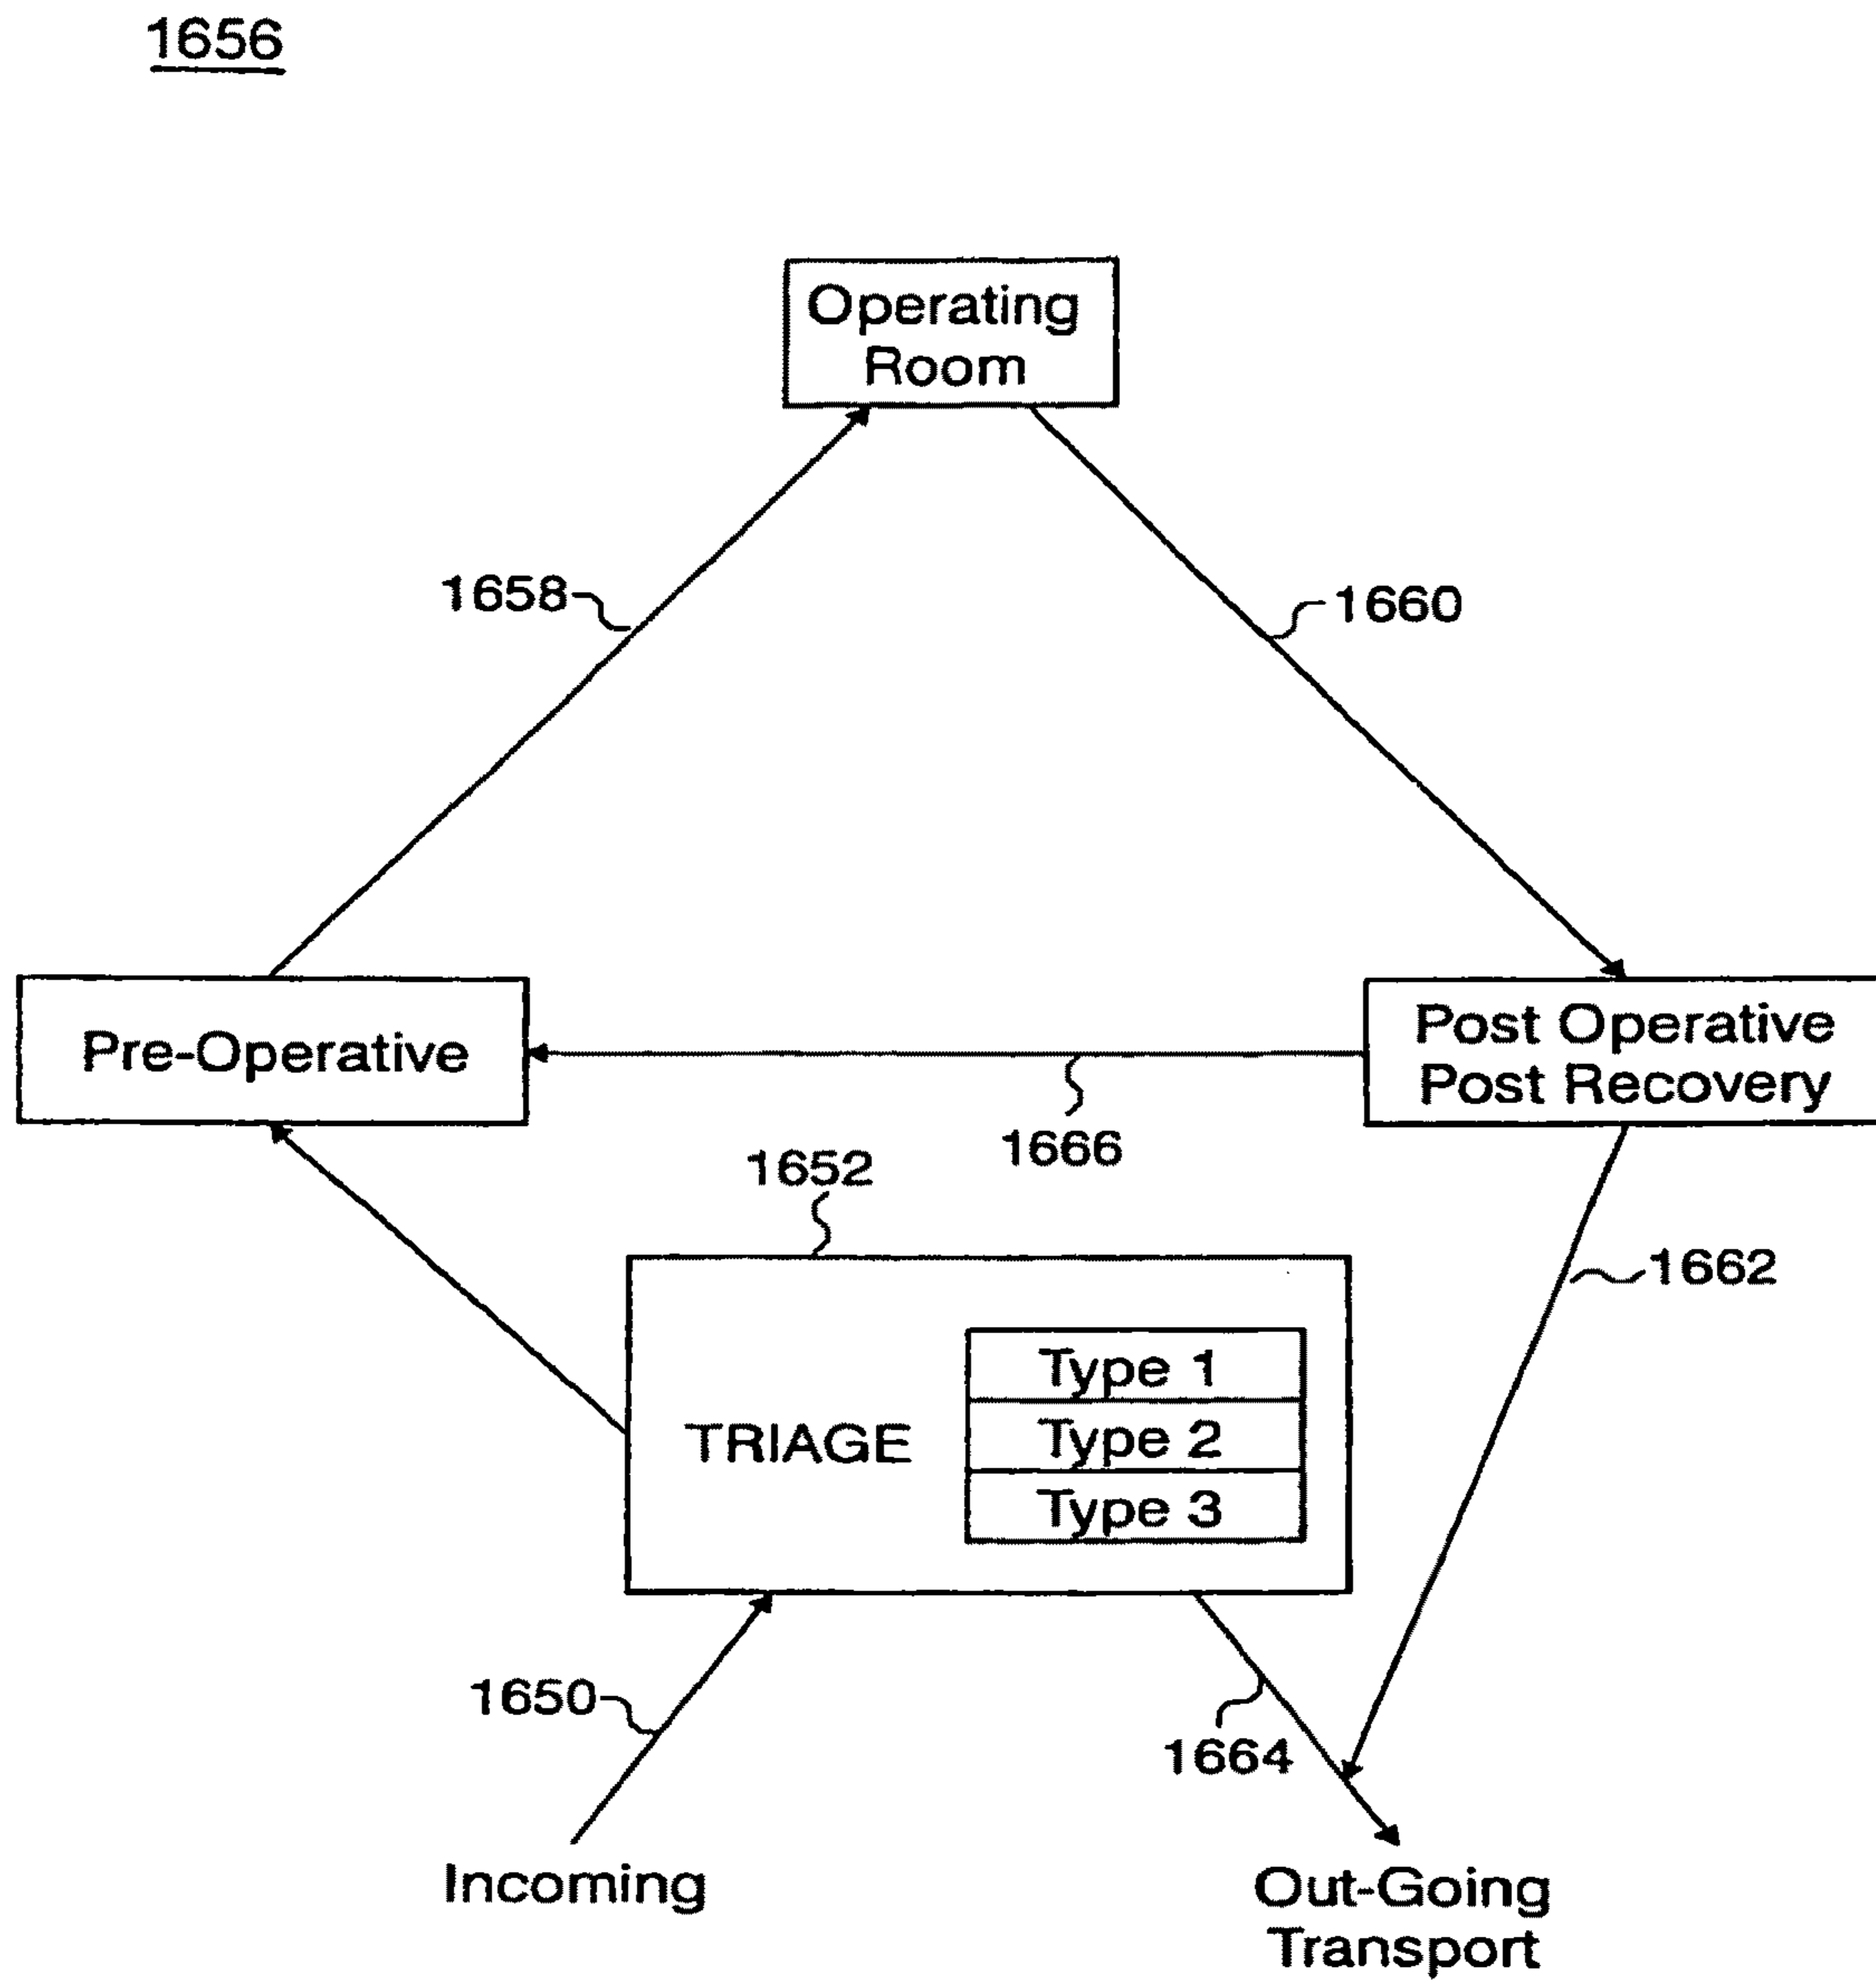 1656
Operating
Room
1658
1660
Pre-Operative
Post Operative
Post Recovery
1666
1652
1662
TRIAGE
Type 1
Type 2
Type 3
1650
1664
Incoming
Out-Going
Transport